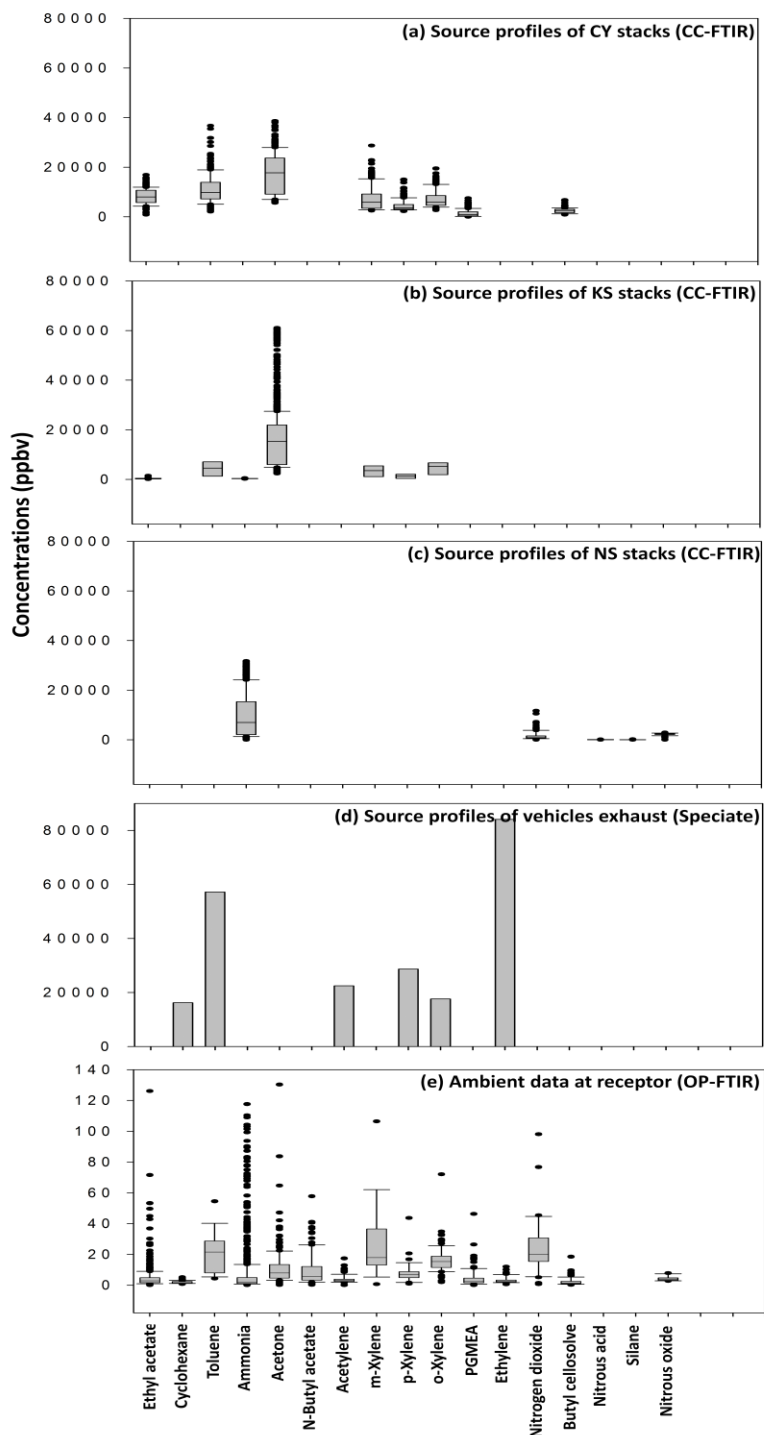 80000
(a) Source profiles of CY stacks (CC-FTIR)
60000
40000
20000
0
80000
(b) Source profiles of KS stacks (CC-FTIR)
60000
40000
20000
0
Concentrations (ppbv)
80000
(c) Source profiles of NS stacks (CC-FTIR)
60000
40000
20000
0
(d) Source profiles of vehicles exhaust (Speciate)
80000
60000
40000
20000
0
140
(e) Ambient data at receptor (OP-FTIR)
120
100
80
60
40
20
0
Ethyl acetate
Cyclohexane
Toluene
Ammonia
Acetone
N-Butyl acetate
Acetylene
m-Xylene
p-Xylene
o-Xylene
PGMEA
Ethylene
Nitrogen dioxide
Butyl cellosolve
Nitrous acid
Silane
Nitrous oxide